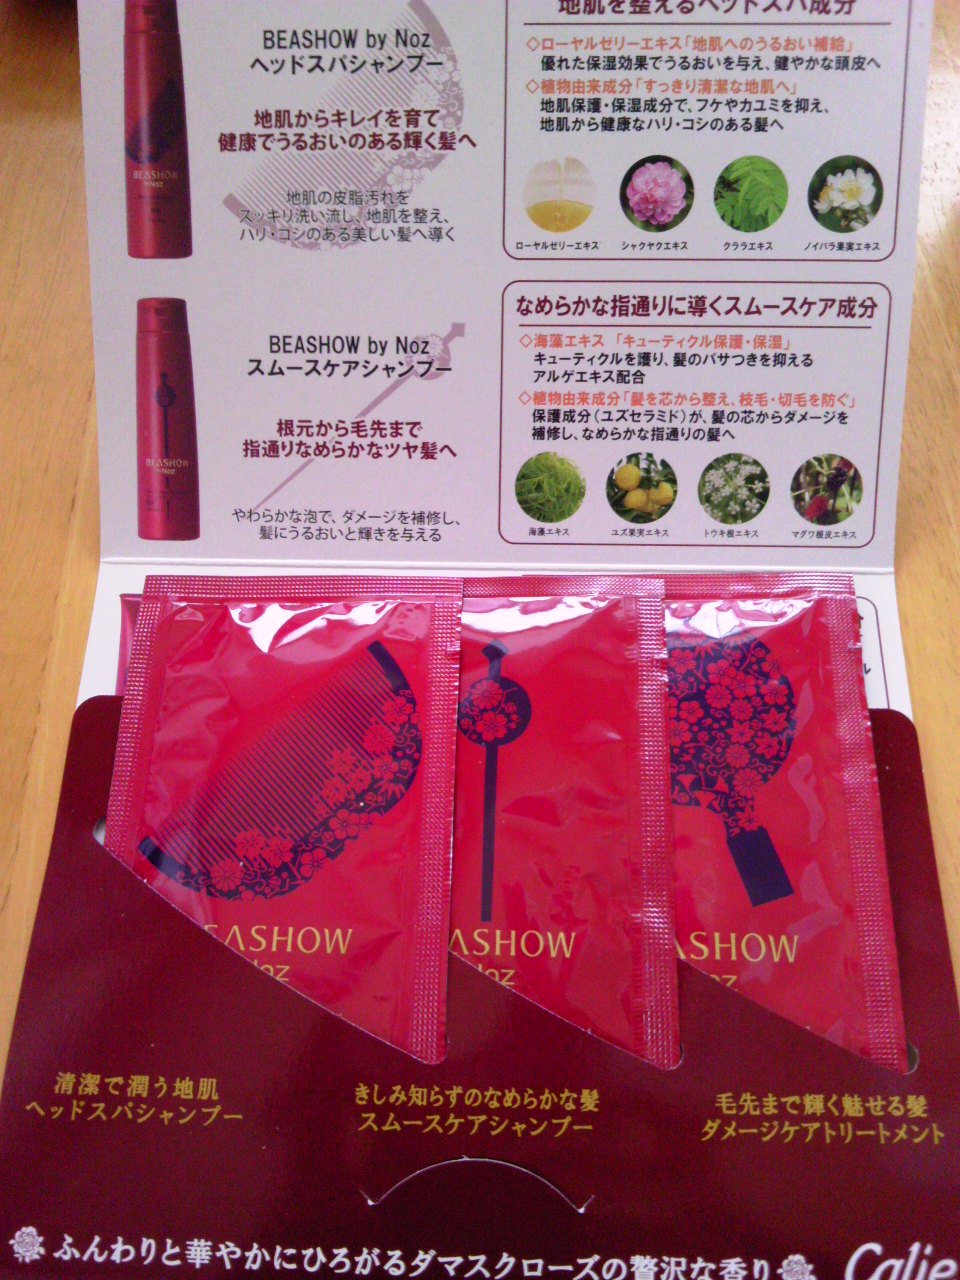 BEASHOW by Noz
ヘッドスパシャンプー
地肌からキレイを育て
健康でうるおいのある輝く髪へ
地肌の皮脂汚れを
スッキリ洗い流し、地肌を整え、
ハリ・コシのある美しい髪へ導く
BEASHOW
by Noz
地肌を整えるヘッドスパ成分
◇ローヤルゼリーエキス「地肌へのうるおい補給」
優れた保湿効果でうるおいを与え、健やかな頭皮へ
◇植物由来成分「すっきり清潔な地肌へ」
地肌保護・保湿成分で、フケやカユミを抑え、
地肌から健康なハリ・コシのある髪へ
ローヤルゼリーエキス
シャクヤクエキス
クララエキス
ノイバラ果実エキス
BEASHOW by Noz
スムースケアシャンプー
根元から毛先まで
指通りなめらかなツヤ髪へ
やわらかな泡で、ダメージを補修し、
髪にうるおいと輝きを与える
BEASHOW
by Noz
なめらかな指通りに導くスムースケア成分
◇海藻エキス 「キューティクル保護・保湿」
キューティクルを護り、髪のパサつきを抑える
アルゲエキス配合
◇植物由来成分「髪を芯から整え、枝毛・切毛を防ぐ」
保護成分（ユズセラミド）が、髪の芯からダメージを
補修し、なめらかな指通りの髪へ
海藻エキス
ユズ果実エキス
トウキ根エキス
マグワ根皮エキス
EASHOW
Noz
ASHOW
Noz
ASHOW
oz
清潔で潤う地肌
ヘッドスパシャンプー
きしみ知らずのなめらかな髪
スムースケアシャンプー
毛先まで輝く魅せる髪
ダメージケアトリートメント
ふんわりと華やかにひろがるダマスクローズの贅沢な香り
Calie